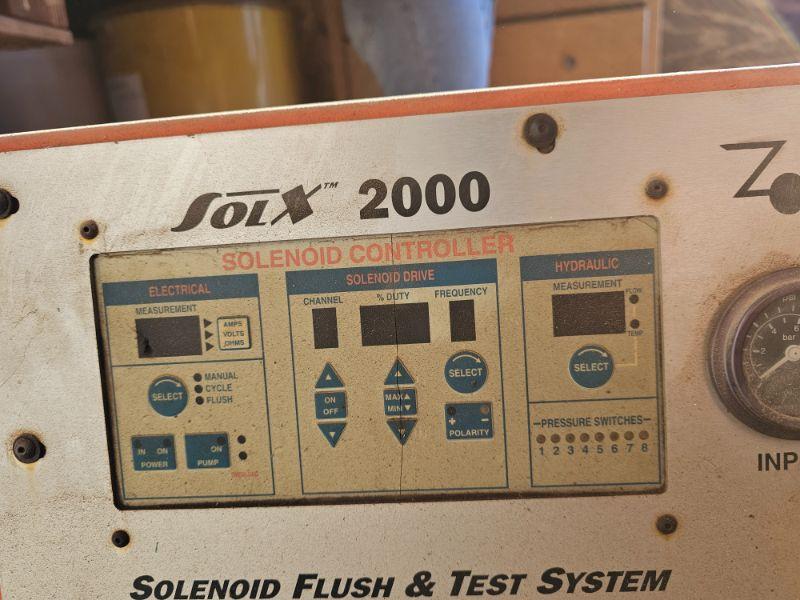 SOLX™ 2000
SOLENOID CONTROLLER
ELECTRICAL
MEASUREMENT
AMPS
VOLTS
OHMS
SELECT
MANUAL
CYCLE
FLUSH
IN ON
POWER
ON
PUMP
SOLENOID DRIVE
CHANNEL
% DUTY
FREQUENCY
ON
OFF
MAX▲
MIN▼
SELECT
+ -
POLARITY
HYDRAULIC
MEASUREMENT
FLOW
TEMP
SELECT
PRESSURE SWITCHES
1 2 3 4 5 6 7 8
psi
bar
INP
SOLENOID FLUSH & TEST SYSTEM